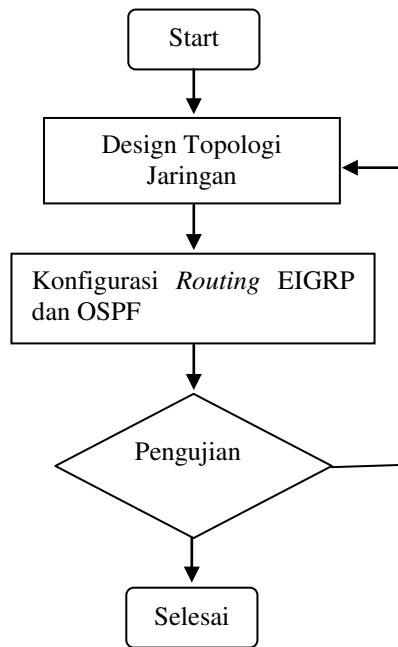 Start
Design Topologi
Jaringan
Konfigurasi Routing EIGRP
dan OSPF
Pengujian
Selesai